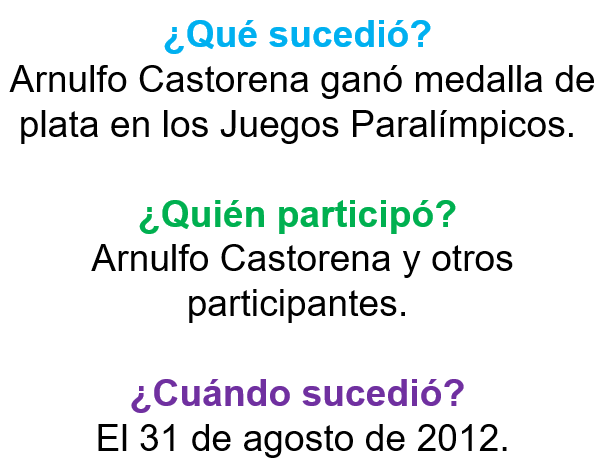 ¿Qué sucedió?
Arnulfo Castorena ganó medalla de
plata en los Juegos Paralímpicos.
¿Quién participó?
Arnulfo Castorena y otros
participantes.
¿Cuándo sucedió?
El 31 de agosto de 2012.